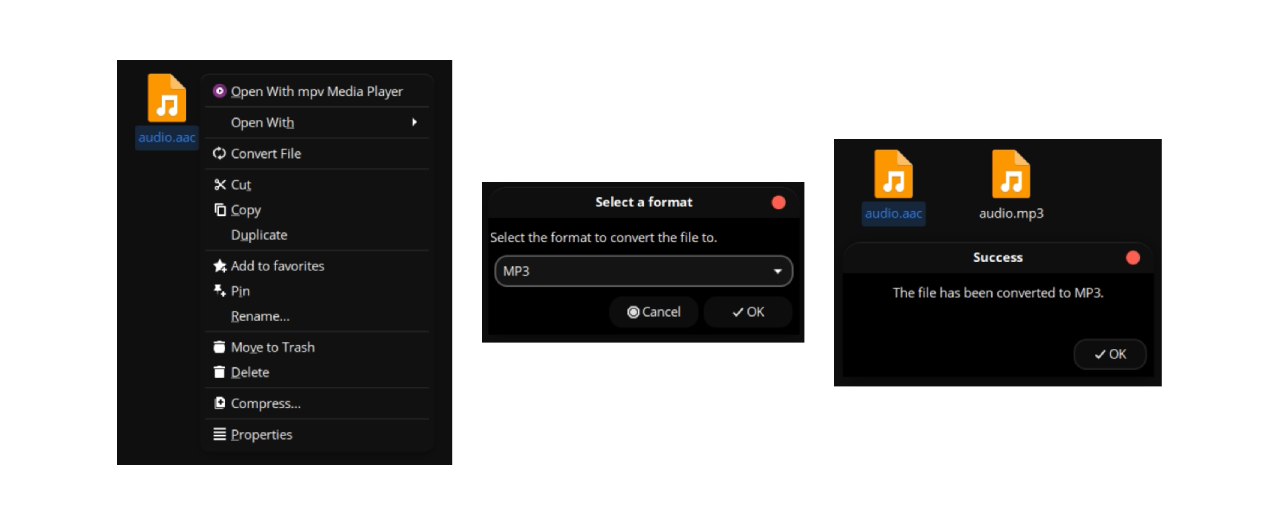 audio.aac
Open With mpv Media Player
Open With
Convert File
Cut
Copy
Duplicate
Add to favorites
Pin
Rename...
Move to Trash
Delete
Compress...
Properties
Select a format
Select the format to convert the file to.
MP3
Cancel
OK
audio.aac
audio.mp3
Success
The file has been converted to MP3.
OK